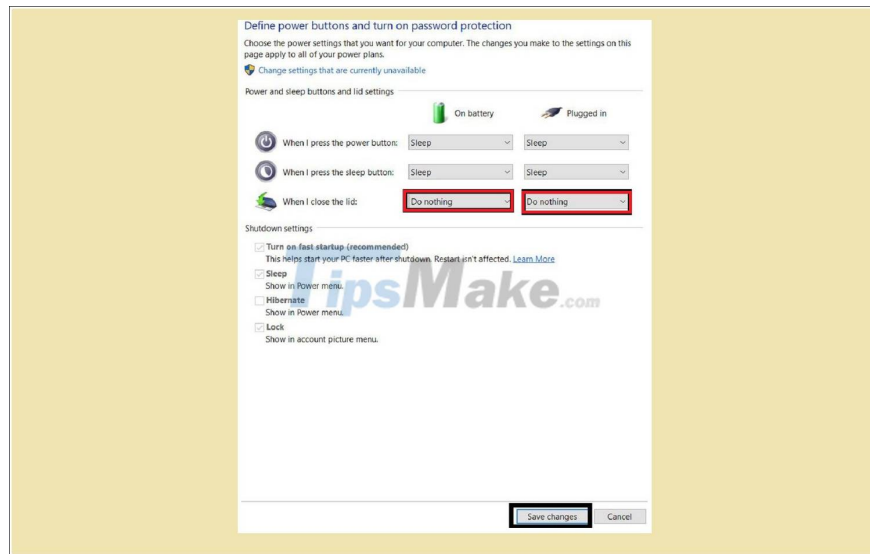 Define power buttons and turn on password protection
Choose the power settings that you want for your computer. The changes you make to the settings on this
page apply to all of your power plans.
Change settings that are currently unavailable
Power and sleep buttons and lid settings
On battery Plugged in
When I press the power button: Sleep Sleep
When I press the sleep button: Sleep Sleep
When I close the lid: Do nothing Do nothing
Shutdown settings
Turn on fast startup (recommended)
This helps start your PC faster after shutdown. Restart isn't affected. Learn More
Sleep
Show in Power menu.
Hibernate
Show in Power menu.
Lock
Show in account picture menu.
TipsMake.com
Save changes Cancel